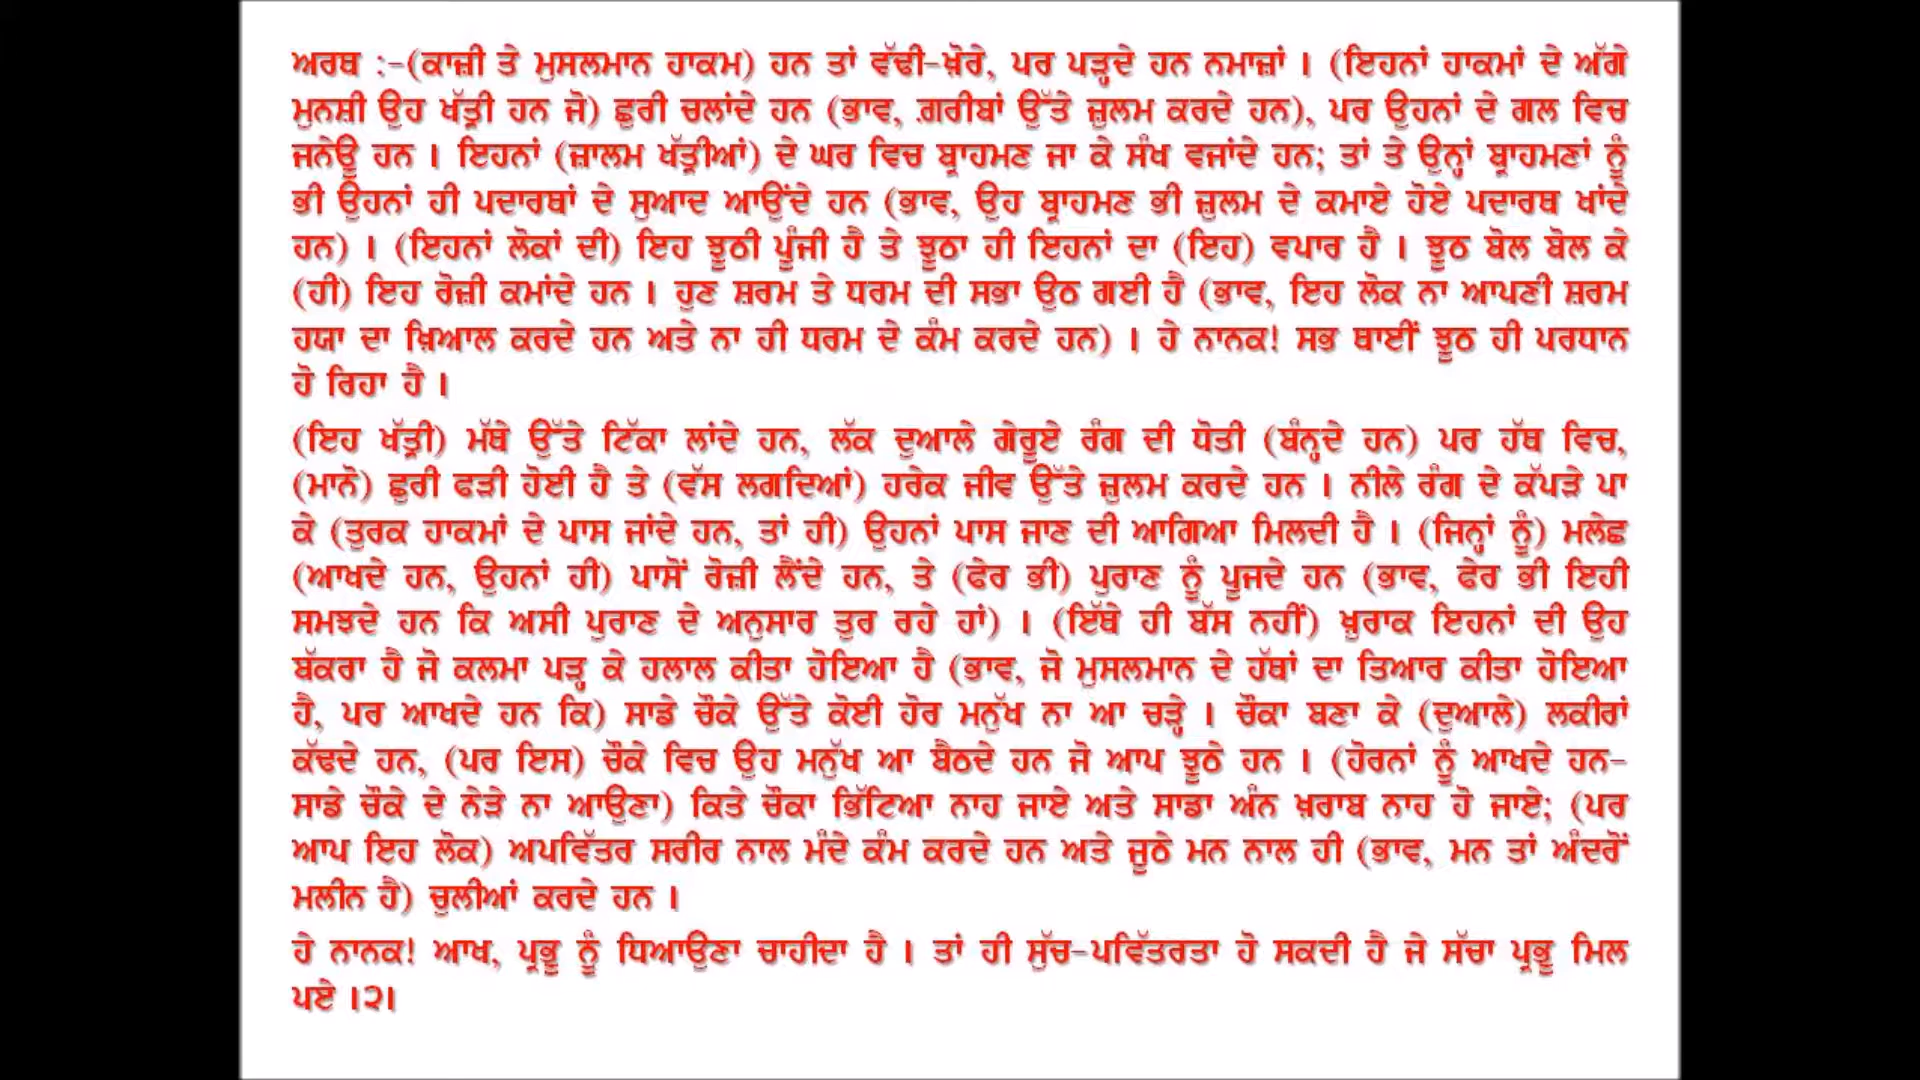 ਅਰਥ :-(ਕਾਜ਼ੀ ਤੇ ਮੁਸਲਮਾਨ ਹਾਕਮ) ਹਨ ਤਾਂ ਵੱਢੀ-ਖ਼ੋਰੇ, ਪਰ ਪੜ੍ਹਦੇ ਹਨ ਨਮਾਜ਼ਾਂ । (ਇਹਨਾਂ ਹਾਕਮਾਂ ਦੇ ਅੱਗੇ
ਮੁਨਸ਼ੀ ਉਹ ਖੱਤ੍ਰੀ ਹਨ ਜੋ) ਛੁਰੀ ਚਲਾਂਦੇ ਹਨ (ਭਾਵ, ਗ਼ਰੀਬਾਂ ਉੱਤੇ ਜ਼ੁਲਮ ਕਰਦੇ ਹਨ), ਪਰ ਉਹਨਾਂ ਦੇ ਗਲ ਵਿਚ
ਜਨੇਊ ਹਨ । ਇਹਨਾਂ (ਜ਼ਾਲਮ ਖੱਤ੍ਰੀਆਂ) ਦੇ ਘਰ ਵਿਚ ਬ੍ਰਾਹਮਣ ਜਾ ਕੇ ਸੰਖ ਵਜਾਂਦੇ ਹਨ; ਤਾਂ ਤੇ ਉਨ੍ਹਾਂ ਬ੍ਰਾਹਮਣਾਂ ਨੂੰ
ਭੀ ਉਹਨਾਂ ਹੀ ਪਦਾਰਥਾਂ ਦੇ ਸੁਆਦ ਆਉਂਦੇ ਹਨ (ਭਾਵ, ਉਹ ਬ੍ਰਾਹਮਣ ਭੀ ਜ਼ੁਲਮ ਦੇ ਕਮਾਏ ਹੋਏ ਪਦਾਰਥ ਖਾਂਦੇ
ਹਨ) । (ਇਹਨਾਂ ਲੋਕਾਂ ਦੀ) ਇਹ ਝੂਠੀ ਪੂੰਜੀ ਹੈ ਤੇ ਝੂਠਾ ਹੀ ਇਹਨਾਂ ਦਾ (ਇਹ) ਵਪਾਰ ਹੈ । ਝੂਠ ਬੋਲ ਬੋਲ ਕੇ
(ਹੀ) ਇਹ ਰੋਜ਼ੀ ਕਮਾਂਦੇ ਹਨ । ਹੁਣ ਸ਼ਰਮ ਤੇ ਧਰਮ ਦੀ ਸਭਾ ਉਠ ਗਈ ਹੈ (ਭਾਵ, ਇਹ ਲੋਕ ਨਾ ਆਪਣੀ ਸ਼ਰਮ
ਹਯਾ ਦਾ ਖ਼ਿਆਲ ਕਰਦੇ ਹਨ ਅਤੇ ਨਾ ਹੀ ਧਰਮ ਦੇ ਕੰਮ ਕਰਦੇ ਹਨ) । ਹੇ ਨਾਨਕ! ਸਭ ਥਾਈਂ ਝੂਠ ਹੀ ਪਰਧਾਨ
ਹੋ ਰਿਹਾ ਹੈ ।
(ਇਹ ਖੱਤ੍ਰੀ) ਮੱਥੇ ਉੱਤੇ ਟਿੱਕਾ ਲਾਂਦੇ ਹਨ, ਲੱਕ ਦੁਆਲੇ ਗੇਰੂਏ ਰੰਗ ਦੀ ਧੋਤੀ (ਬੰਨ੍ਹਦੇ ਹਨ) ਪਰ ਹੱਥ ਵਿਚ,
(ਮਾਨੋ) ਛੁਰੀ ਫੜੀ ਹੋਈ ਹੈ ਤੇ (ਵੱਸ ਲਗਦਿਆਂ) ਹਰੇਕ ਜੀਵ ਉੱਤੇ ਜ਼ੁਲਮ ਕਰਦੇ ਹਨ । ਨੀਲੇ ਰੰਗ ਦੇ ਕੱਪੜੇ ਪਾ
ਕੇ (ਤੁਰਕ ਹਾਕਮਾਂ ਦੇ ਪਾਸ ਜਾਂਦੇ ਹਨ, ਤਾਂ ਹੀ) ਉਹਨਾਂ ਪਾਸ ਜਾਣ ਦੀ ਆਗਿਆ ਮਿਲਦੀ ਹੈ । (ਜਿਨ੍ਹਾਂ ਨੂੰ) ਮਲੇਛ
(ਆਖਦੇ ਹਨ, ਉਹਨਾਂ ਹੀ) ਪਾਸੋਂ ਰੋਜ਼ੀ ਲੈਂਦੇ ਹਨ, ਤੇ (ਫੇਰ ਭੀ) ਪੁਰਾਣ ਨੂੰ ਪੂਜਦੇ ਹਨ (ਭਾਵ, ਫੇਰ ਭੀ ਇਹੀ
ਸਮਝਦੇ ਹਨ ਕਿ ਅਸੀ ਪੁਰਾਣ ਦੇ ਅਨੁਸਾਰ ਤੁਰ ਰਹੇ ਹਾਂ) । (ਇੱਥੇ ਹੀ ਬੱਸ ਨਹੀਂ) ਖ਼ੁਰਾਕ ਇਹਨਾਂ ਦੀ ਉਹ
ਬੱਕਰਾ ਹੈ ਜੋ ਕਲਮਾ ਪੜ੍ਹ ਕੇ ਹਲਾਲ ਕੀਤਾ ਹੋਇਆ ਹੈ (ਭਾਵ, ਜੋ ਮੁਸਲਮਾਨ ਦੇ ਹੱਥਾਂ ਦਾ ਤਿਆਰ ਕੀਤਾ ਹੋਇਆ
ਹੈ, ਪਰ ਆਖਦੇ ਹਨ ਕਿ) ਸਾਡੇ ਚੌਕੇ ਉੱਤੇ ਕੋਈ ਹੋਰ ਮਨੁੱਖ ਨਾ ਆ ਚੜ੍ਹੇ । ਚੌਕਾ ਬਣਾ ਕੇ (ਦੁਆਲੇ) ਲਕੀਰਾਂ
ਕੱਢਦੇ ਹਨ, (ਪਰ ਇਸ) ਚੌਕੇ ਵਿਚ ਉਹ ਮਨੁੱਖ ਆ ਬੈਠਦੇ ਹਨ ਜੋ ਆਪ ਝੂਠੇ ਹਨ । (ਹੋਰਨਾਂ ਨੂੰ ਆਖਦੇ ਹਨ-
ਸਾਡੇ ਚੌਕੇ ਦੇ ਨੇੜੇ ਨਾ ਆਉਣਾ) ਕਿਤੇ ਚੌਕਾ ਭਿੱਟਿਆ ਨਾਹ ਜਾਏ ਅਤੇ ਸਾਡਾ ਅੰਨ ਖ਼ਰਾਬ ਨਾਹ ਹੋ ਜਾਏ; (ਪਰ
ਆਪ ਇਹ ਲੋਕ) ਅਪਵਿੱਤਰ ਸਰੀਰ ਨਾਲ ਮੰਦੇ ਕੰਮ ਕਰਦੇ ਹਨ ਅਤੇ ਜੂਠੇ ਮਨ ਨਾਲ ਹੀ (ਭਾਵ, ਮਨ ਤਾਂ ਅੰਦਰੋਂ
ਮਲੀਨ ਹੈ) ਚੁਲੀਆਂ ਕਰਦੇ ਹਨ ।
ਹੇ ਨਾਨਕ! ਆਖ, ਪ੍ਰਭੂ ਨੂੰ ਧਿਆਉਣਾ ਚਾਹੀਦਾ ਹੈ । ਤਾਂ ਹੀ ਸੁੱਚ-ਪਵਿੱਤਰਤਾ ਹੋ ਸਕਦੀ ਹੈ ਜੇ ਸੱਚਾ ਪ੍ਰਭੂ ਮਿਲ
ਪਏ ।੨।